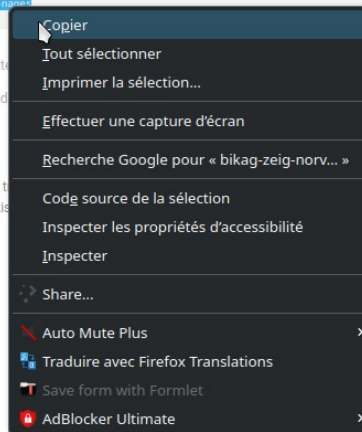 Copier
Tout sélectionner
Imprimer la sélection...
Effectuer une capture d'écran
Recherche Google pour « bikag-zeig-norv... »
Code source de la sélection
Inspecter les propriétés d'accessibilité
Inspecter
Share...
Auto Mute Plus
Traduire avec Firefox Translations
Save form with Formlet
AdBlocker Ultimate